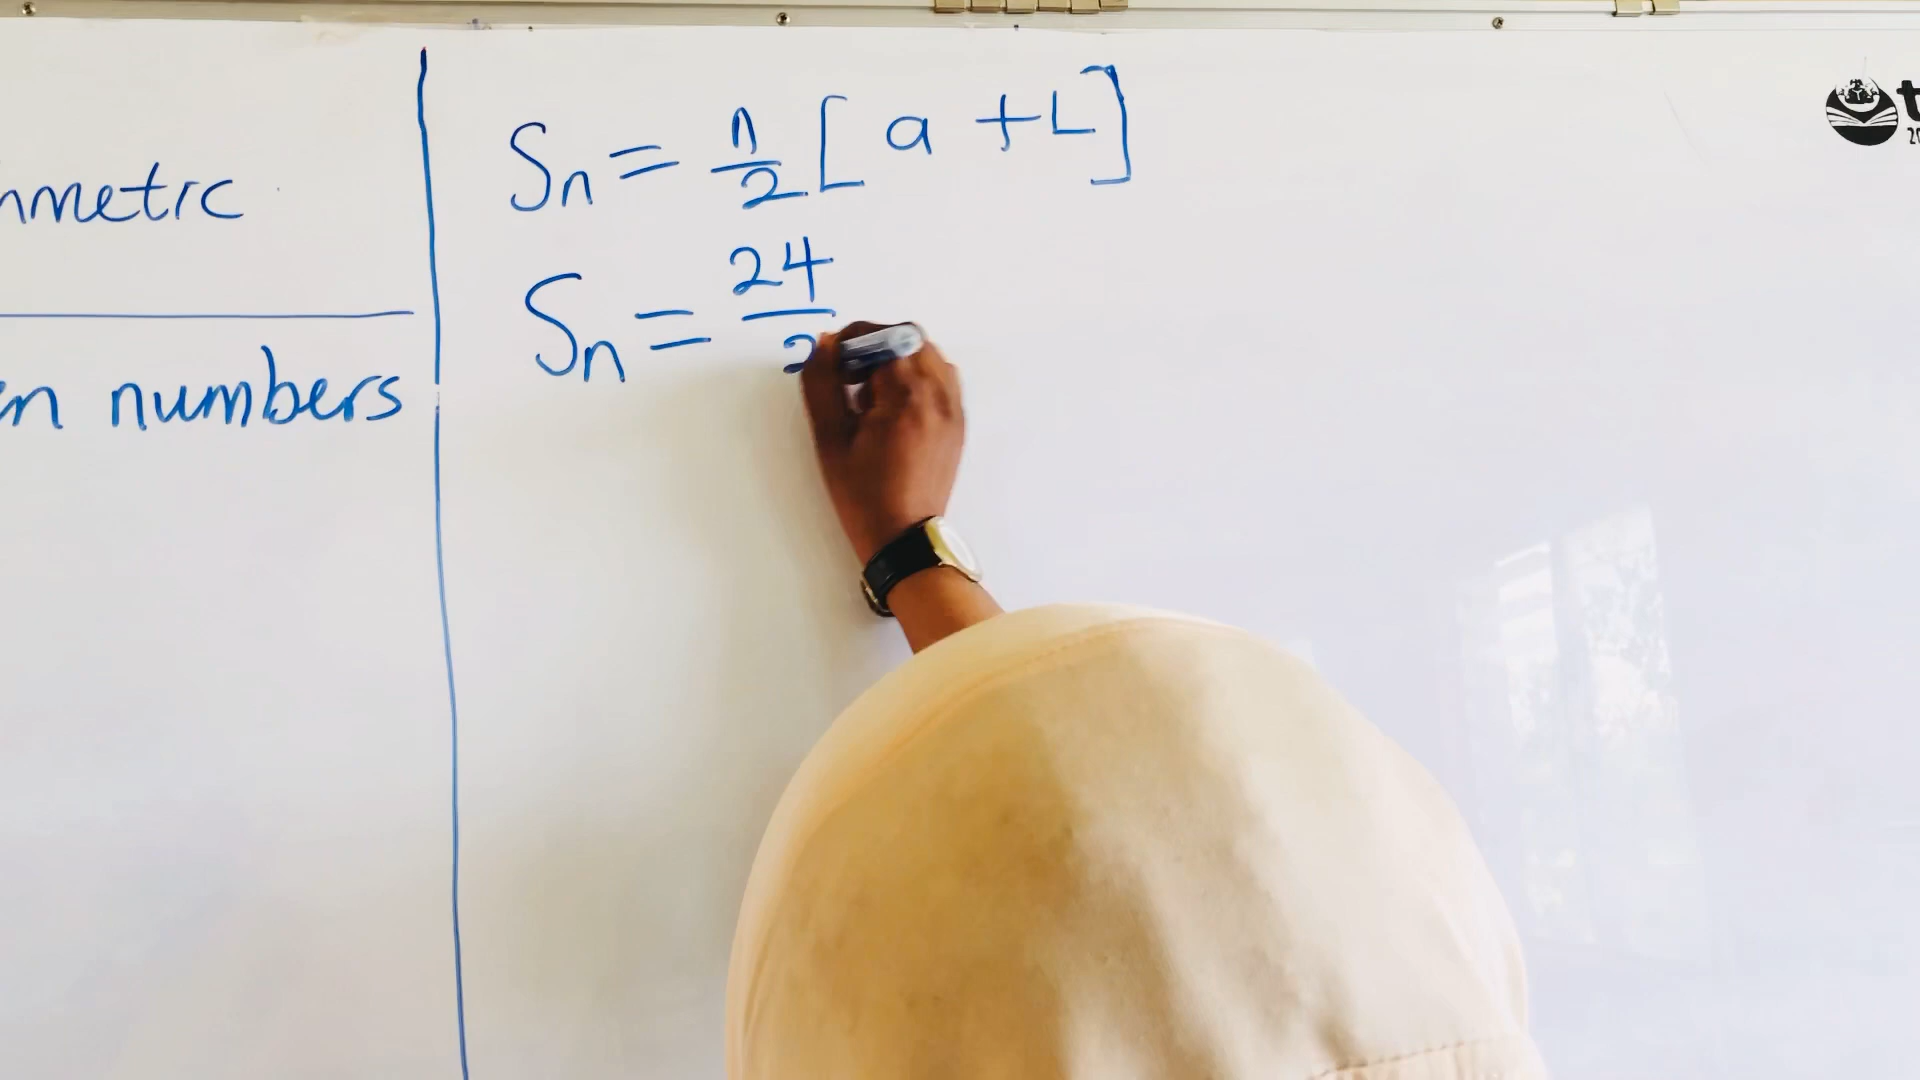 metric
numbers
Sn = n/2 [ a + L ]
Sn = 24/2